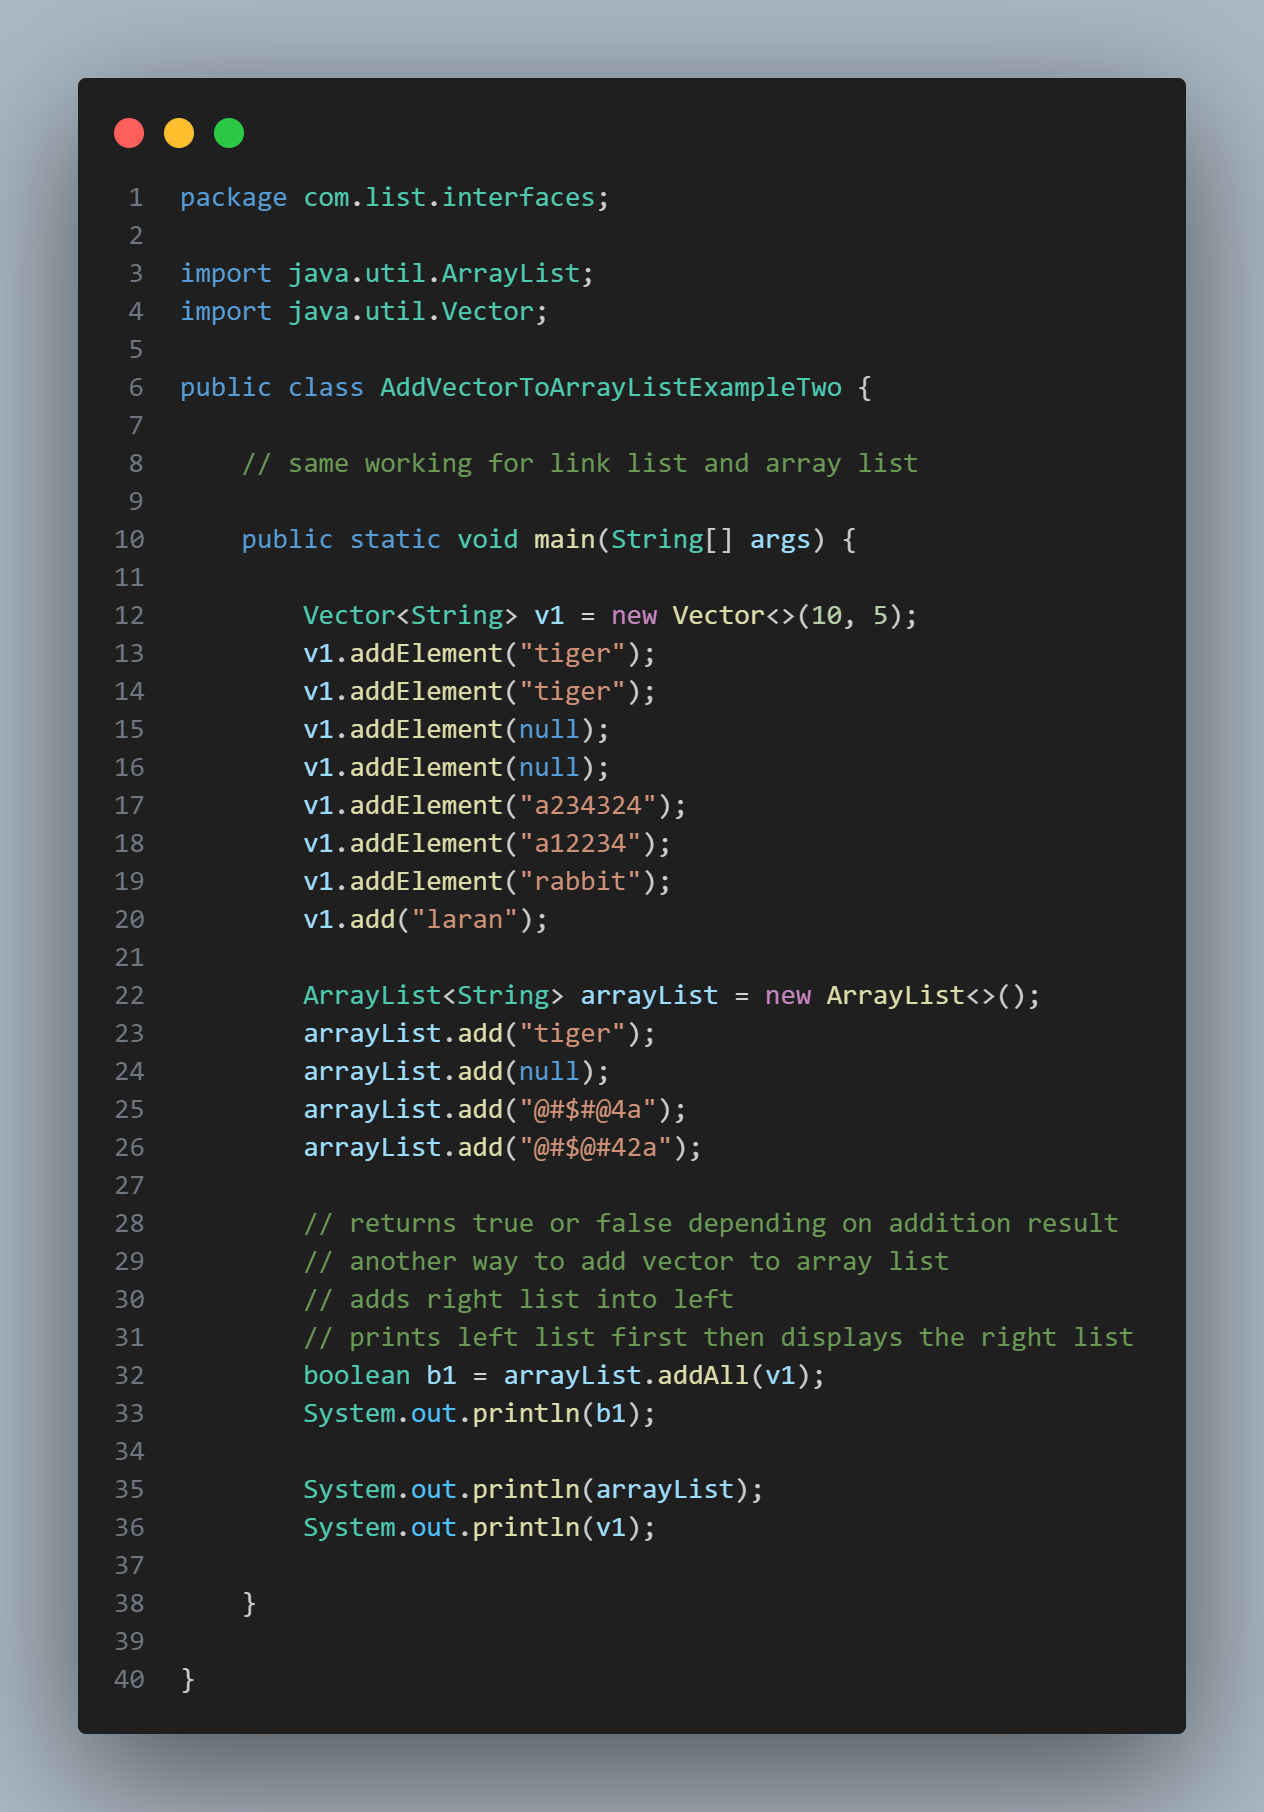 1 package com.list.interfaces;
2
3 import java.util.ArrayList;
4 import java.util.Vector;
5
6 public class AddVectorToArrayListExampleTwo {
7
8     // same working for link list and array list
9
10     public static void main(String[] args) {
11
12         Vector<String> v1 = new Vector<>(10, 5);
13         v1.addElement("tiger");
14         v1.addElement("tiger");
15         v1.addElement(null);
16         v1.addElement(null);
17         v1.addElement("a234324");
18         v1.addElement("a12234");
19         v1.addElement("rabbit");
20         v1.add("laran");
21
22         ArrayList<String> arrayList = new ArrayList<>();
23         arrayList.add("tiger");
24         arrayList.add(null);
25         arrayList.add("@#$#@4a");
26         arrayList.add("@#$@#42a");
27
28         // returns true or false depending on addition result
29         // another way to add vector to array list
30         // adds right list into left
31         // prints left list first then displays the right list
32         boolean b1 = arrayList.addAll(v1);
33         System.out.println(b1);
34
35         System.out.println(arrayList);
36         System.out.println(v1);
37
38     }
39
40 }